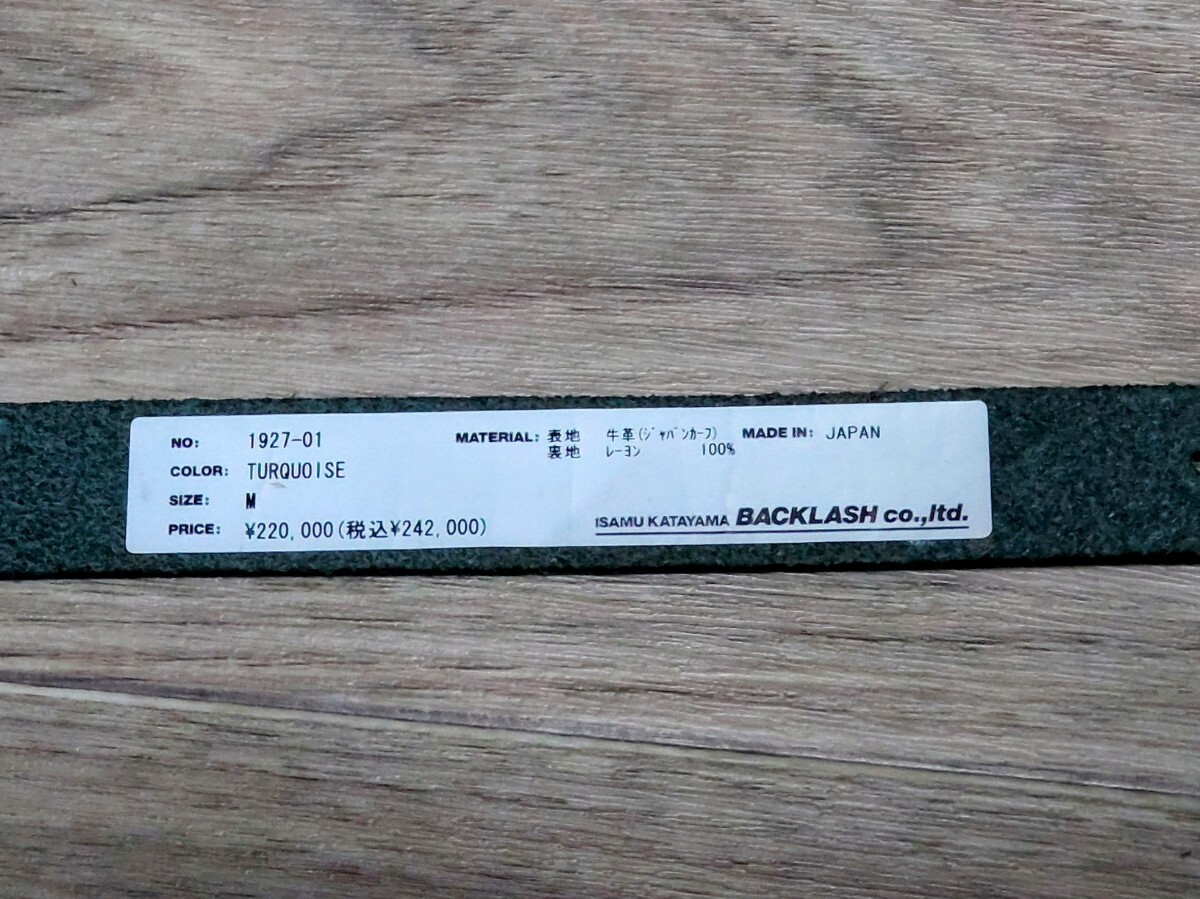 NO: 1927-01
COLOR: TURQUOISE
SIZE: M
PRICE: ¥220,000(税込¥242,000)
MATERIAL: 表地 牛革(ｼﾞｬﾊﾟﾝｶｰﾌ)
裏地 ﾚｰﾖﾝ 100%
MADE IN: JAPAN
ISAMU KATAYAMA BACKLASH co.,ltd.